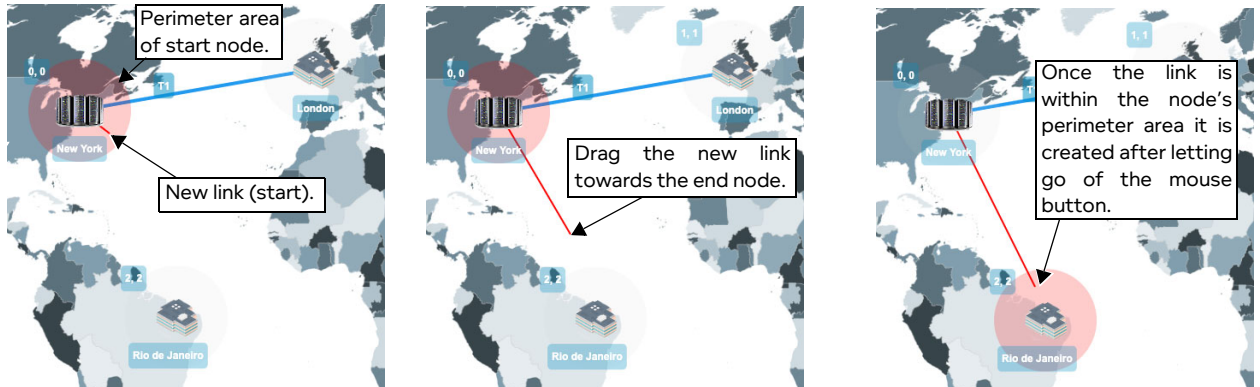 Perimeter area
of start node.
0, 0
T1
London
New York
New link (start).
2, 2
Rio de Janeiro
1, 1
0, 0
T1
London
New York
Drag the new link
towards the end node.
2, 2
Rio de Janeiro
1, 1
0, 0
Once the link is
within the node's
perimeter area it is
created after letting
go of the mouse
button.
New York
2, 2
Rio de Janeiro